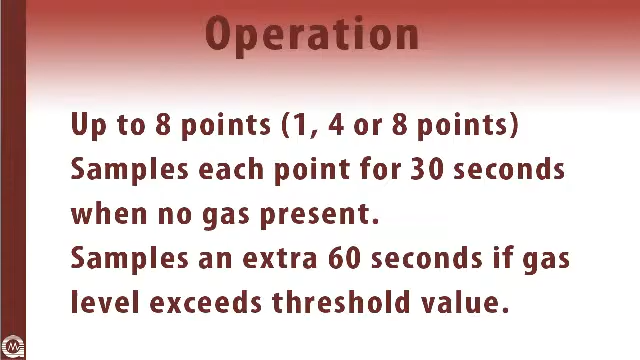 Operation
Up to 8 points (1, 4 or 8 points)
Samples each point for 30 seconds
when no gas present.
Samples an extra 60 seconds if gas
level exceeds threshold value.